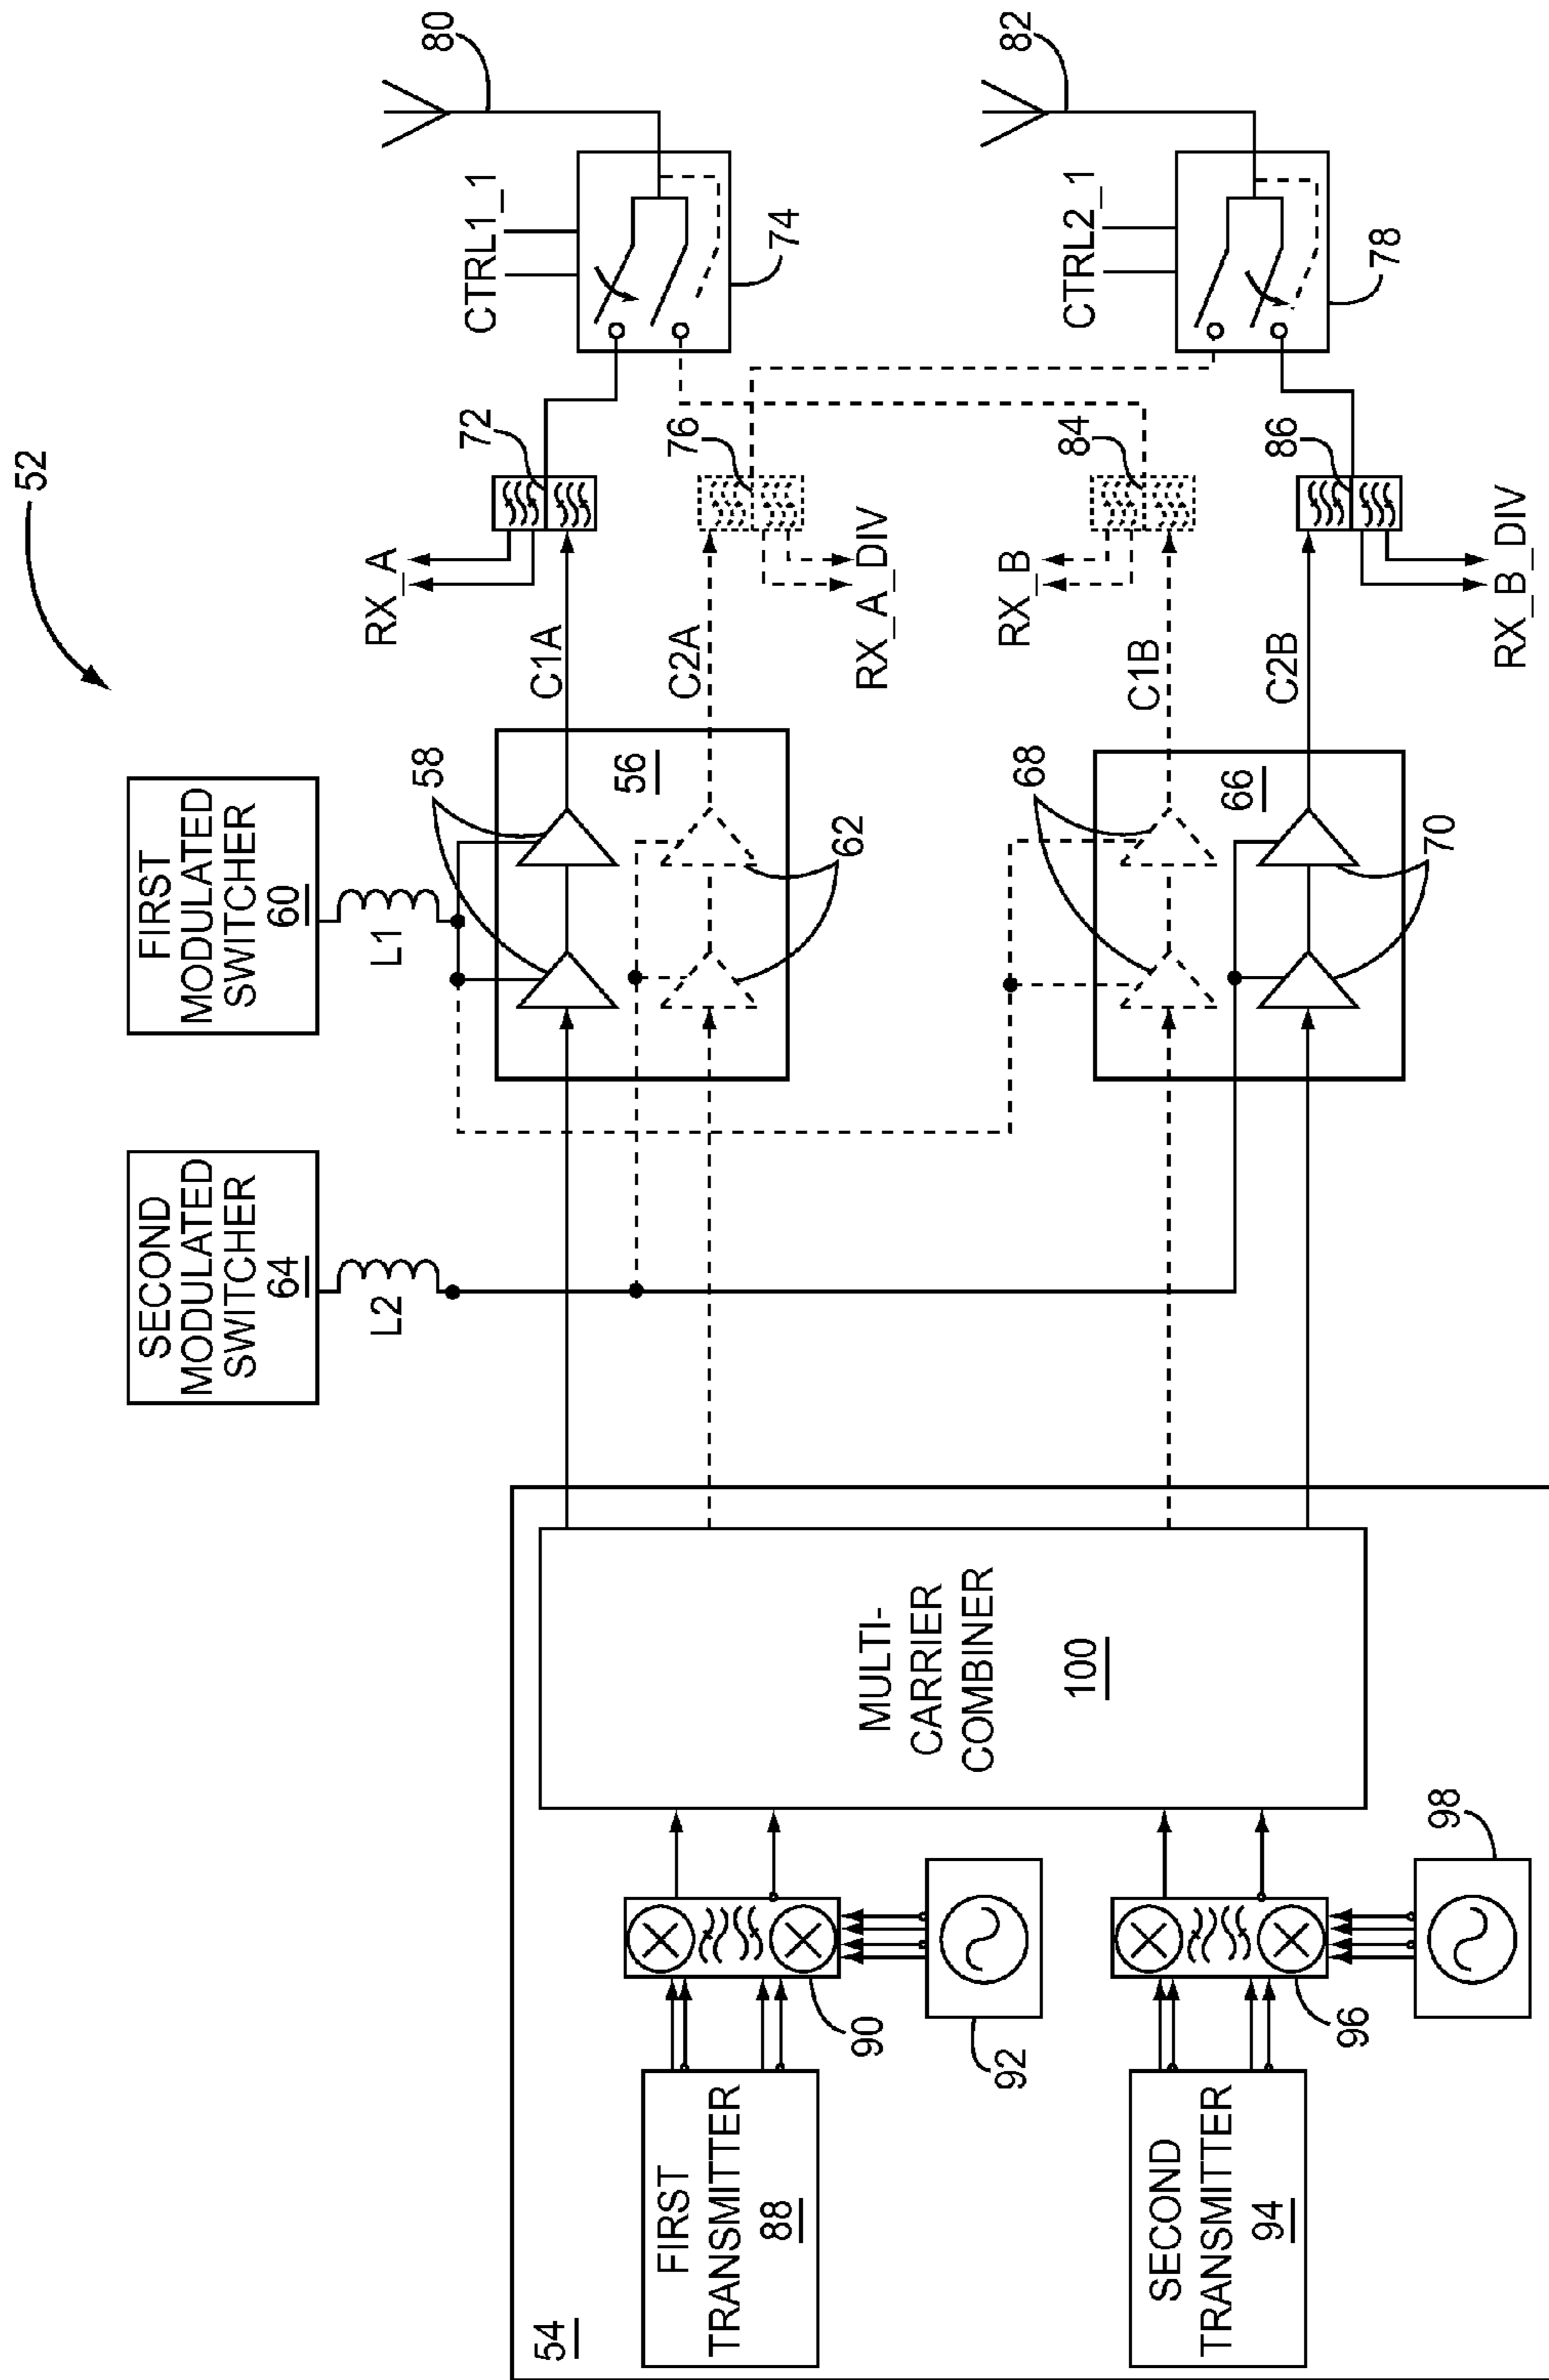 52
SECOND
MODULATED
SWITCHER
64
FIRST
MODULATED
SWITCHER
60
L2
L1
58
56
62
C1A
C2A
RX_A
72
76
RX_A_DIV
CTRL1_1
74
80
68
66
70
C1B
C2B
RX_B
84
86
RX_B_DIV
CTRL2_1
78
82
54
FIRST
TRANSMITTER
88
90
92
SECOND
TRANSMITTER
94
96
98
MULTI-
CARRIER
COMBINER
100